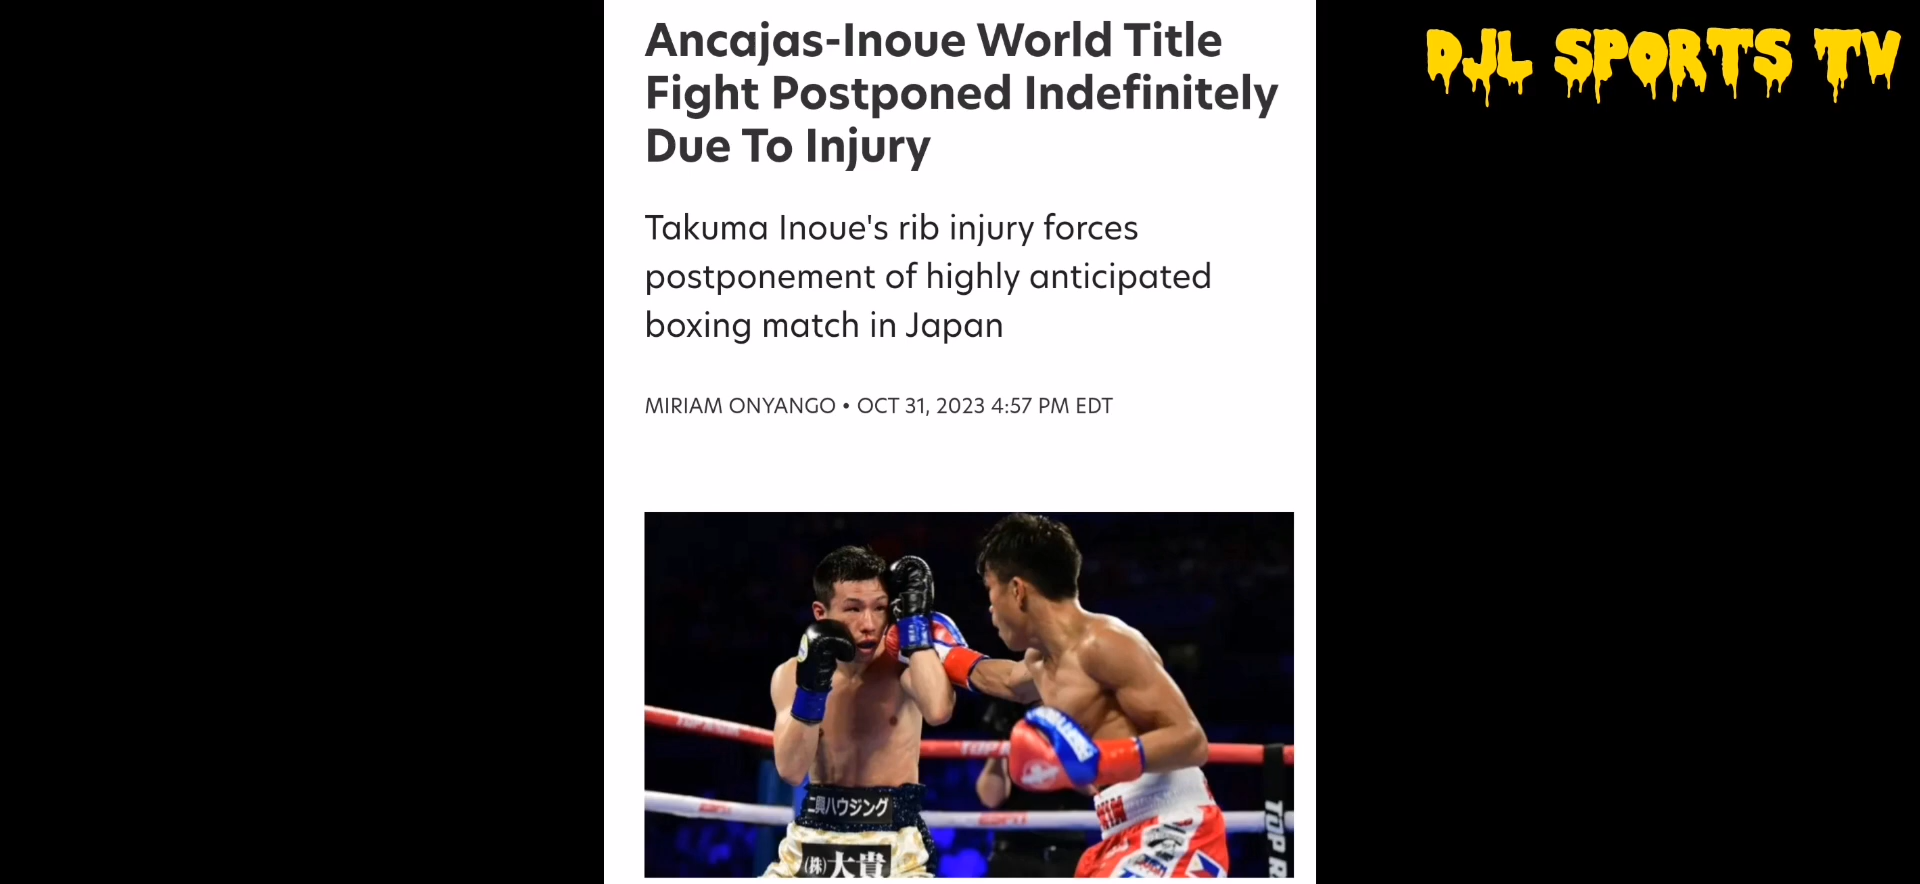 Ancajas-Inoue World Title
Fight Postponed Indefinitely
Due To Injury
DJL SPORTS TV
Takuma Inoue's rib injury forces
postponement of highly anticipated
boxing match in Japan
MIRIAM ONYANGO • OCT 31, 2023 4:57 PM EDT
TOP R
ESPN
二興ハウジング
(株)大貴
TOP R